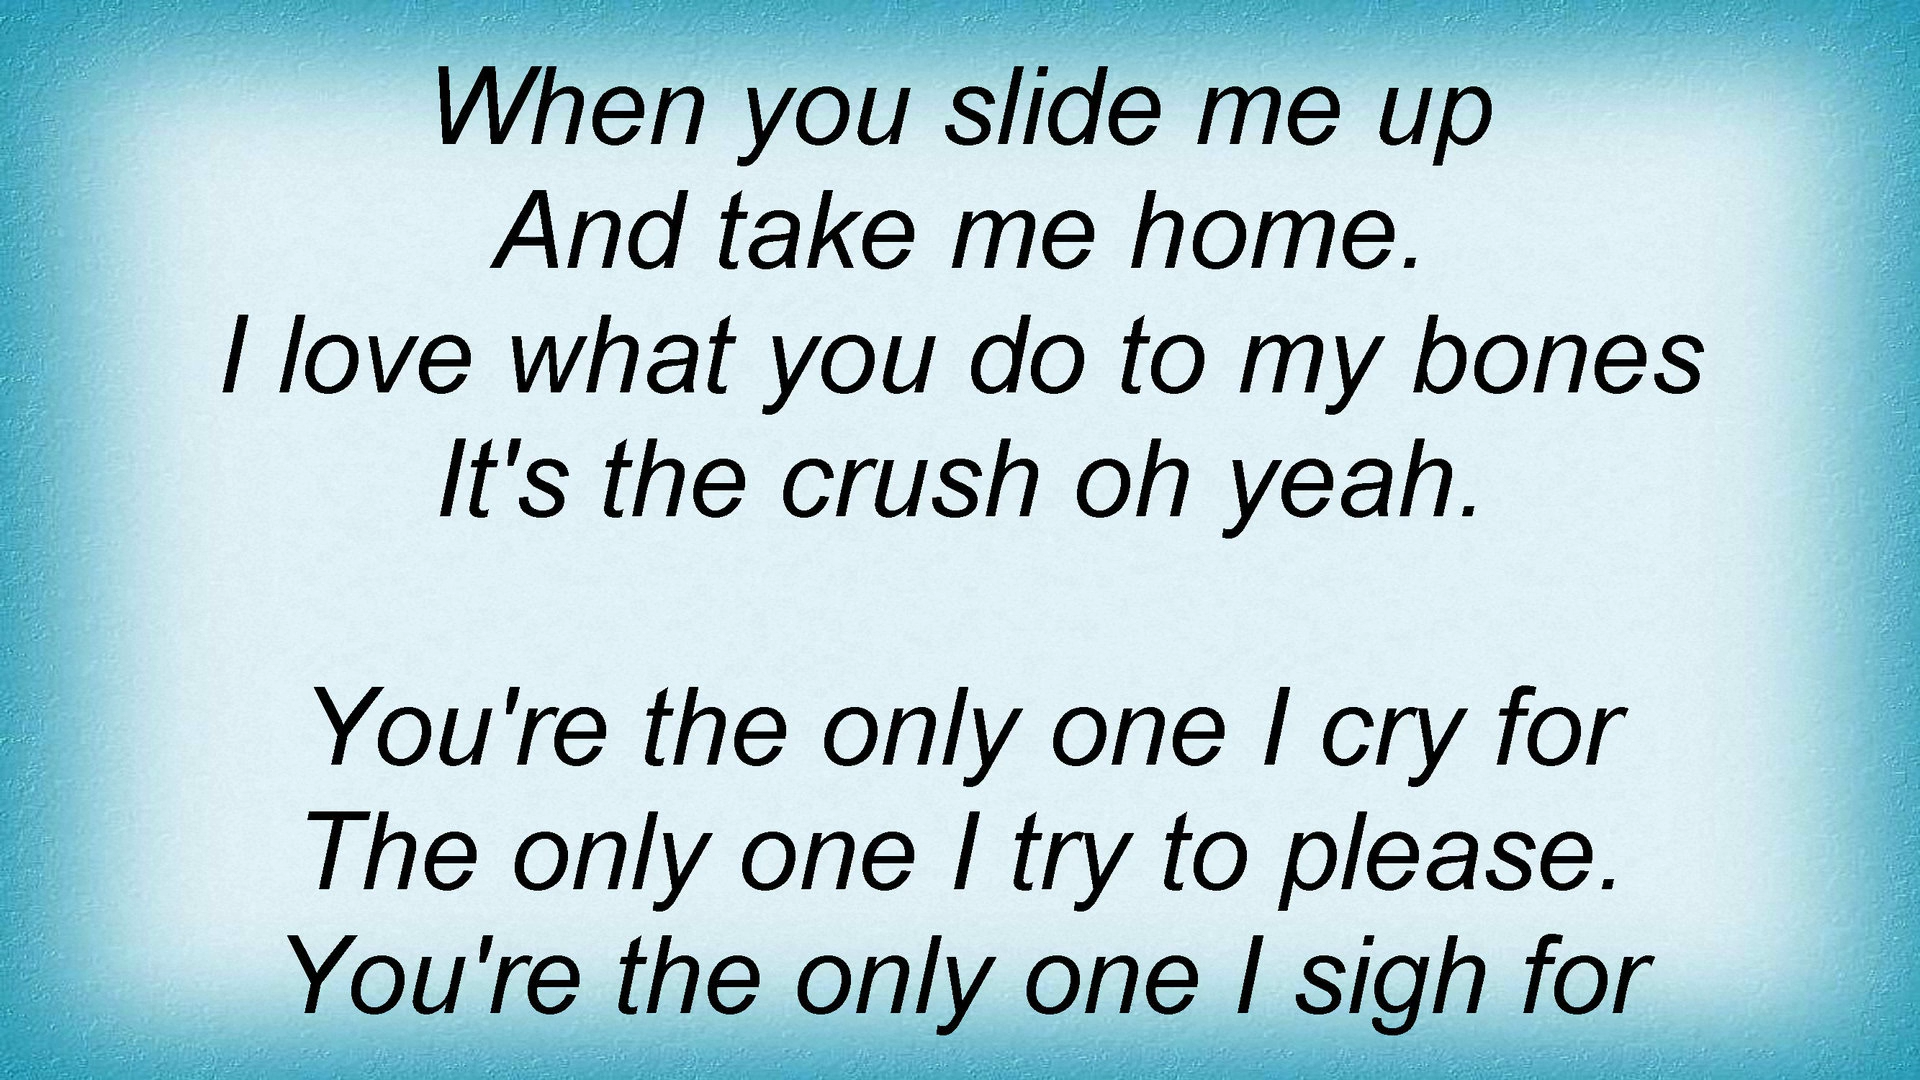 When you slide me up
And take me home.
I love what you do to my bones
It's the crush oh yeah.
You're the only one I cry for
The only one I try to please.
You're the only one I sigh for